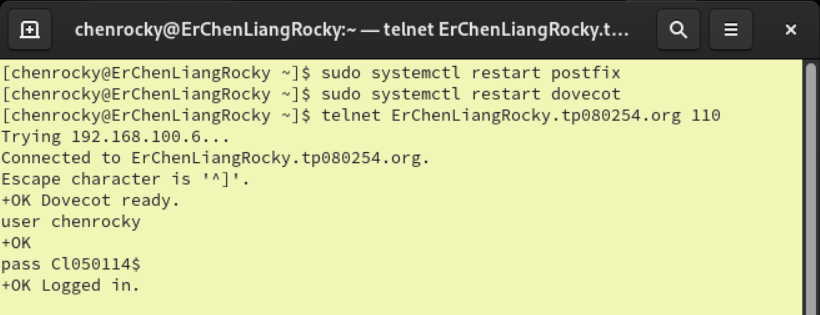 chenrocky@ErChenLiangRocky:~ — telnet ErChenLiangRocky.t...
[chenrocky@ErChenLiangRocky ~]$ sudo systemctl restart postfix
[chenrocky@ErChenLiangRocky ~]$ sudo systemctl restart dovecot
[chenrocky@ErChenLiangRocky ~]$ telnet ErChenLiangRocky.tp080254.org 110
Trying 192.168.100.6...
Connected to ErChenLiangRocky.tp080254.org.
Escape character is '^]'.
+OK Dovecot ready.
user chenrocky
+OK
pass Cl050114$
+OK Logged in.